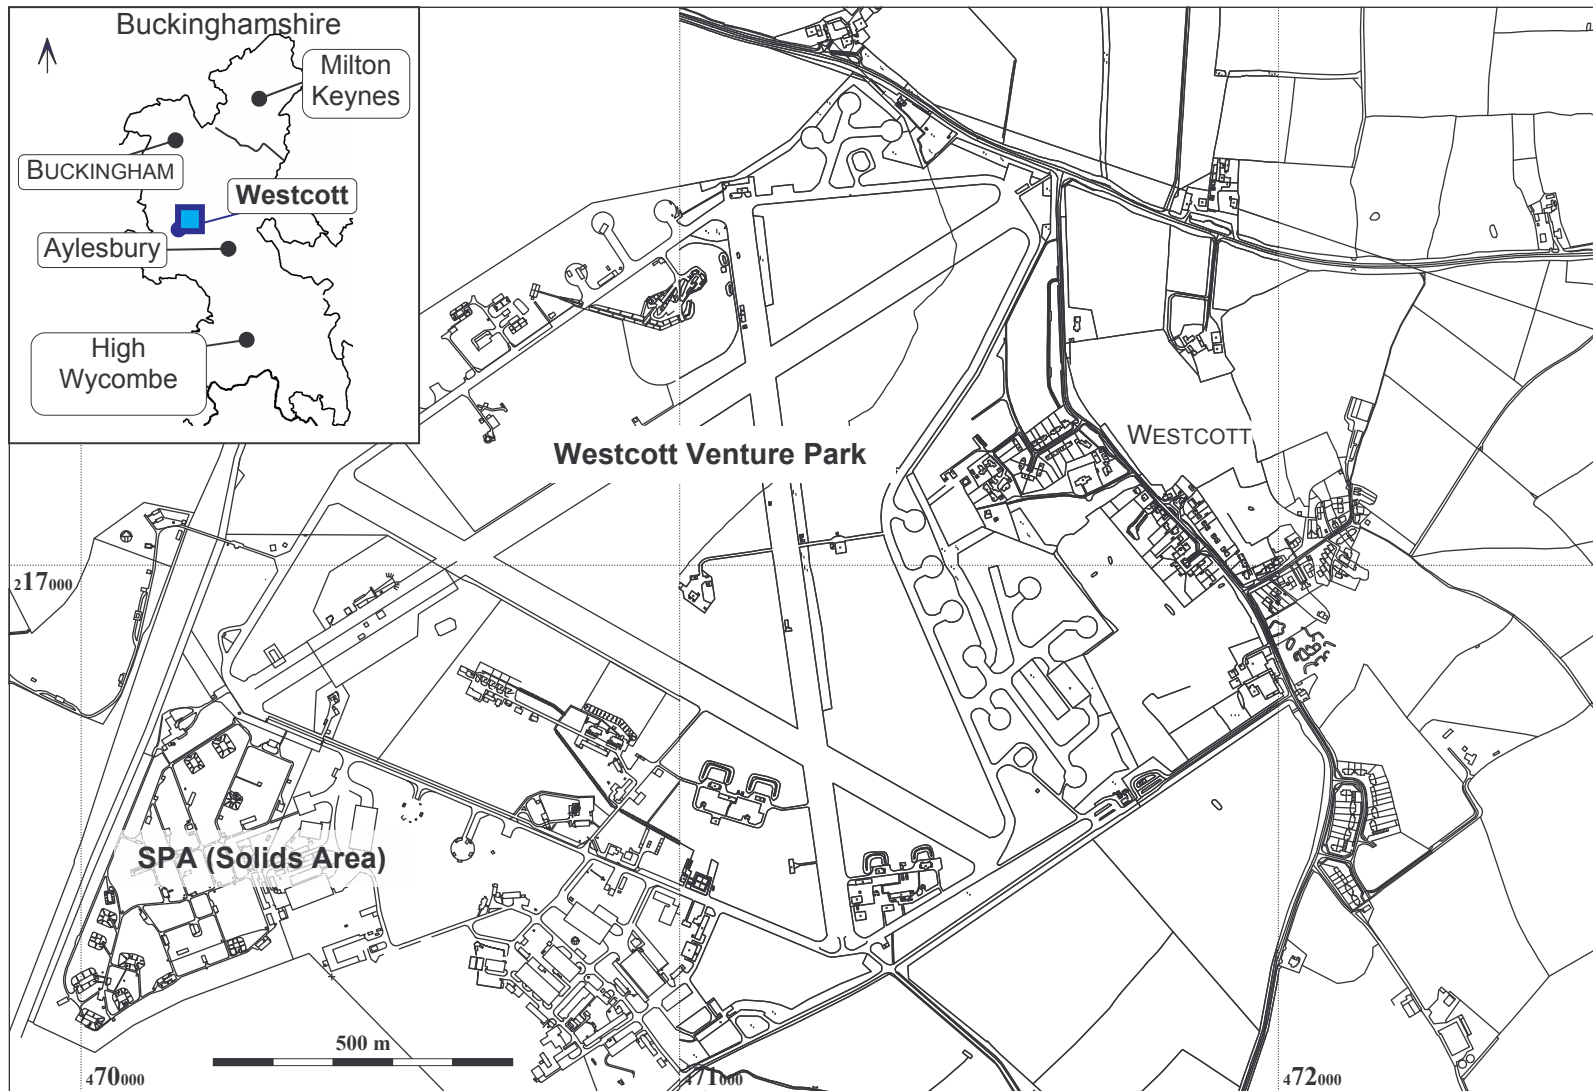 Buckinghamshire
Milton
Keynes
BUCKINGHAM
Westcott
Aylesbury
High
Wycombe
Westcott Venture Park
WESTCOTT
217000
SPA (Solids Area)
500 m
470000
471000
472000